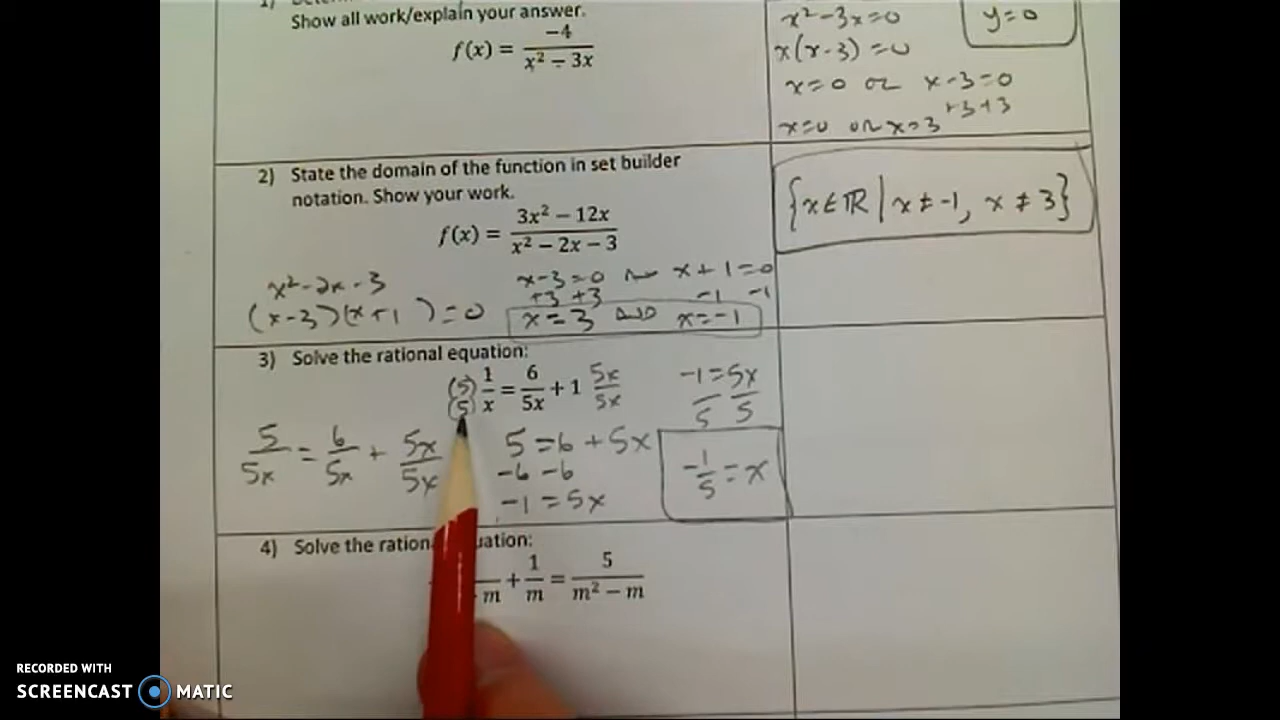 Show all work/explain your answer.
f(x) = −4 / x² − 3x
x² − 3x = 0
x(x − 3) = 0
x = 0 or x − 3 = 0
+3 +3
x = 0 or x = 3
y = 0
2) State the domain of the function in set builder
notation. Show your work.
f(x) = 3x² − 12x / x² − 2x − 3
x² − 2x − 3
(x − 3)(x + 1) = 0
x − 3 = 0 x + 1 = 0
+3 +3 −1 −1
x = 3 AND x = −1
{x ∈ ℝ | x ≠ −1, x ≠ 3}
3) Solve the rational equation:
(5)/(5) 1/x = 6/5x + 1 5x/5x
5/5x = 6/5x + 5x/5x
5 = 6 + 5x
−6 −6
−1 = 5x
−1/5 = 5x/5
−1/5 = x
4) Solve the
+ 1/m = 5 / m² − m
RECORDED WITH
SCREENCAST MATIC